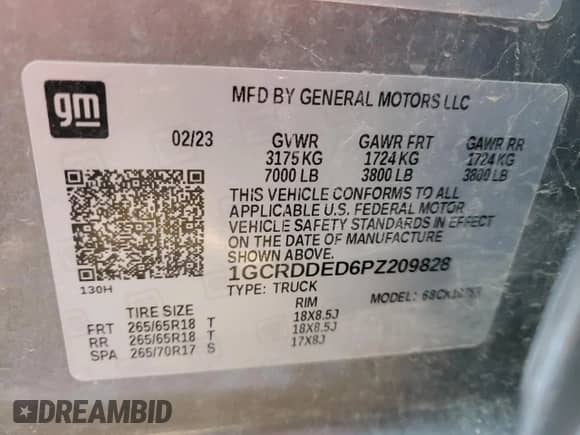 gm
MFD BY GENERAL MOTORS LLC
02/23 GVWR GAWR FRT GAWR RR
3175 KG 1724 KG 1724 KG
7000 LB 3800 LB 3800 LB
THIS VEHICLE CONFORMS TO ALL
APPLICABLE U.S. FEDERAL MOTOR
VEHICLE SAFETY STANDARDS IN EFFECT
ON THE DATE OF MANUFACTURE
SHOWN ABOVE.
1GCRDDED6PZ209828
130H
TYPE: TRUCK MODEL:
TIRE SIZE RIM
FRT 265/65R18 T 18X8.5J
RR 265/65R18 T 18X8.5J
SPA 265/70R17 S 17X8J
DREAMBID